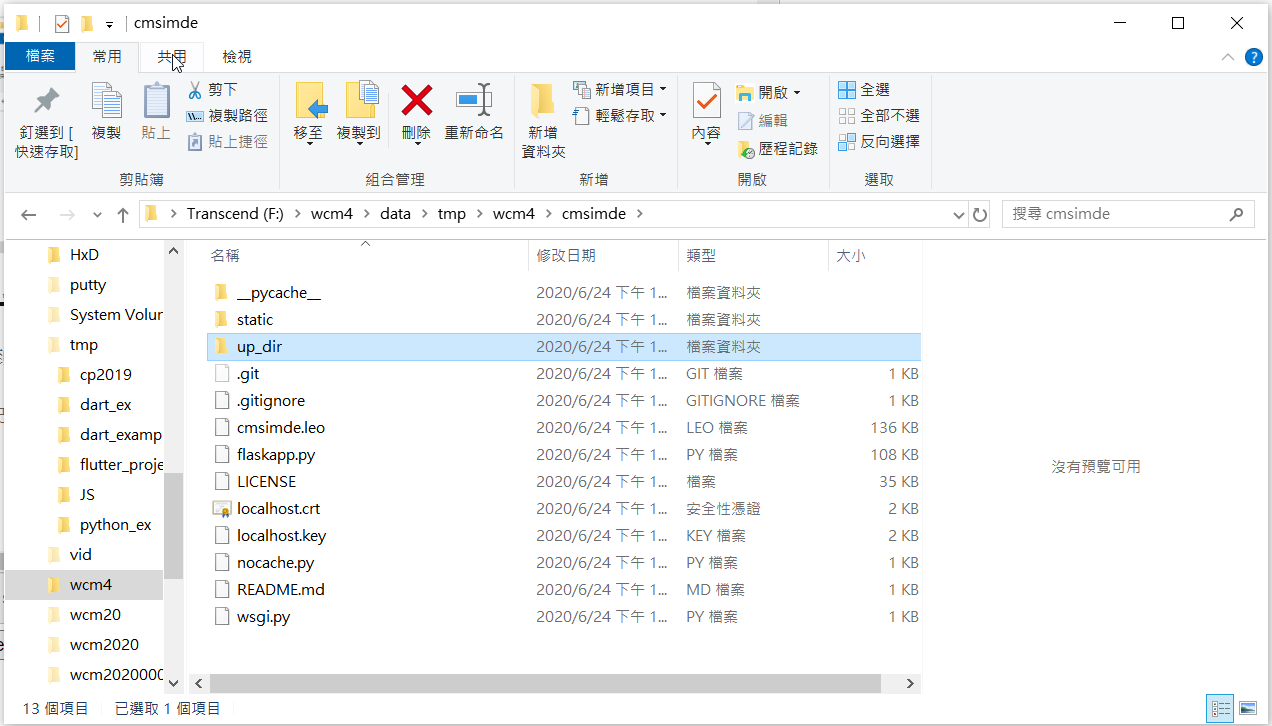 cmsimde
檔案 常用 共用 檢視
釘選到 [
快速存取]
複製
貼上
剪下
複製路徑
貼上捷徑
剪貼簿
移至
複製到
刪除
重新命名
組合管理
新增
資料夾
新增項目
輕鬆存取
新增
內容
開啟
編輯
歷程記錄
開啟
全選
全部不選
反向選擇
選取
Transcend (F:) > wcm4 > data > tmp > wcm4 > cmsimde >
搜尋 cmsimde
HxD
putty
System Volur
tmp
cp2019
dart_ex
dart_examp
flutter_proje
JS
python_ex
vid
wcm4
wcm20
wcm2020
wcm2020000
名稱 修改日期 類型 大小
__pycache__ 2020/6/24 下午 1... 檔案資料夾
static 2020/6/24 下午 1... 檔案資料夾
up_dir 2020/6/24 下午 1... 檔案資料夾
.git 2020/6/24 下午 1... GIT 檔案 1 KB
.gitignore 2020/6/24 下午 1... GITIGNORE 檔案 1 KB
cmsimde.leo 2020/6/24 下午 1... LEO 檔案 136 KB
flaskapp.py 2020/6/24 下午 1... PY 檔案 108 KB
LICENSE 2020/6/24 下午 1... 檔案 35 KB
localhost.crt 2020/6/24 下午 1... 安全性憑證 2 KB
localhost.key 2020/6/24 下午 1... KEY 檔案 2 KB
nocache.py 2020/6/24 下午 1... PY 檔案 1 KB
README.md 2020/6/24 下午 1... MD 檔案 1 KB
wsgi.py 2020/6/24 下午 1... PY 檔案 1 KB
沒有預覽可用
13 個項目 已選取 1 個項目